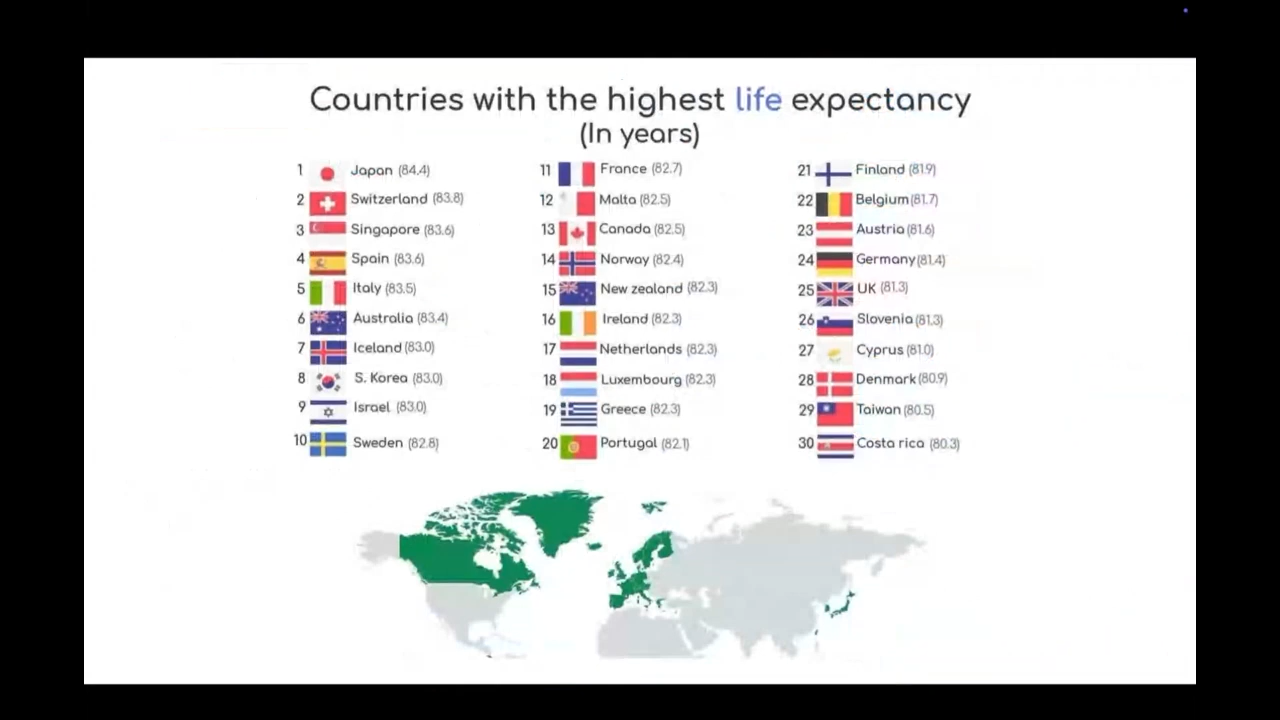 Countries with the highest life expectancy
(In years)
1 Japan (84.4)
2 Switzerland (83.8)
3 Singapore (83.6)
4 Spain (83.6)
5 Italy (83.5)
6 Australia (83.4)
7 Iceland (83.0)
8 S. Korea (83.0)
9 Israel (83.0)
10 Sweden (82.8)
11 France (82.7)
12 Malta (82.5)
13 Canada (82.5)
14 Norway (82.4)
15 New zealand (82.3)
16 Ireland (82.3)
17 Netherlands (82.3)
18 Luxembourg (82.3)
19 Greece (82.3)
20 Portugal (82.1)
21 Finland (81.9)
22 Belgium (81.7)
23 Austria (81.6)
24 Germany (81.4)
25 UK (81.3)
26 Slovenia (81.3)
27 Cyprus (81.0)
28 Denmark (80.9)
29 Taiwan (80.5)
30 Costa rica (80.3)